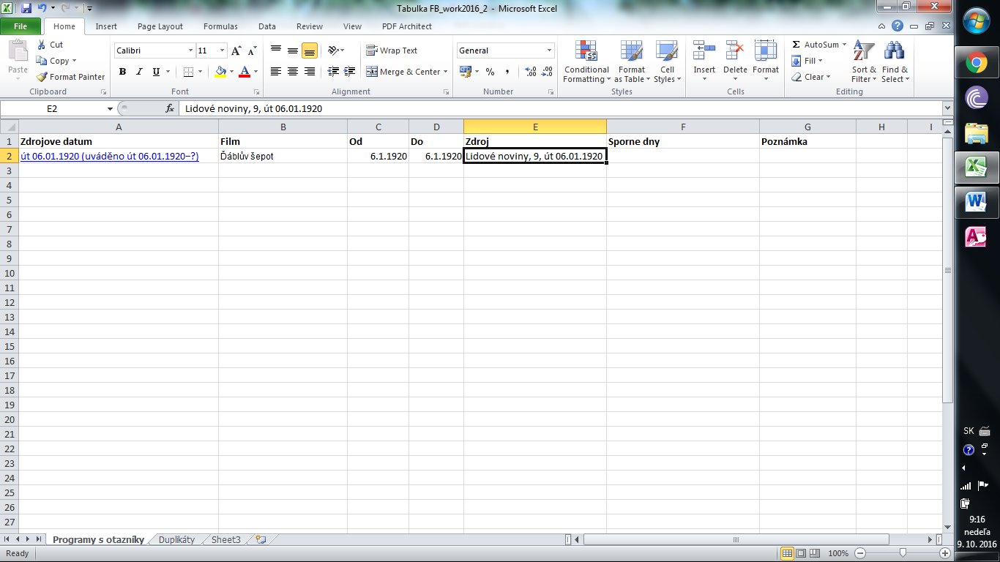 Tabulka FB_work2016_2 - Microsoft Excel
File Home Insert Page Layout Formulas Data Review View PDF Architect
Paste Cut Copy Format Painter Clipboard
Calibri 11 A A B I U A Font
Wrap Text Merge & Center Alignment
General % , .00 .0 Number
Conditional Formatting Format as Table Cell Styles Styles
Insert Delete Format Cells
Σ AutoSum Fill Clear Sort & Filter Find & Select Editing
E2 fx Lidové noviny, 9, út 06.01.1920
A B C D E F G H I
1 Zdrojove datum Film Od Do Zdroj Sporne dny Poznámka
2 út 06.01.1920 (uváděno út 06.01.1920–?) Ďáblův šepot 6.1.1920 6.1.1920 Lidové noviny, 9, út 06.01.1920
3
4
5
6
7
8
9
10
11
12
13
14
15
16
17
18
19
20
21
22
23
24
25
26
27
Programy s otazníky Duplikáty Sheet3
Ready 100%
SK
9:16
nedeľa
9. 10. 2016